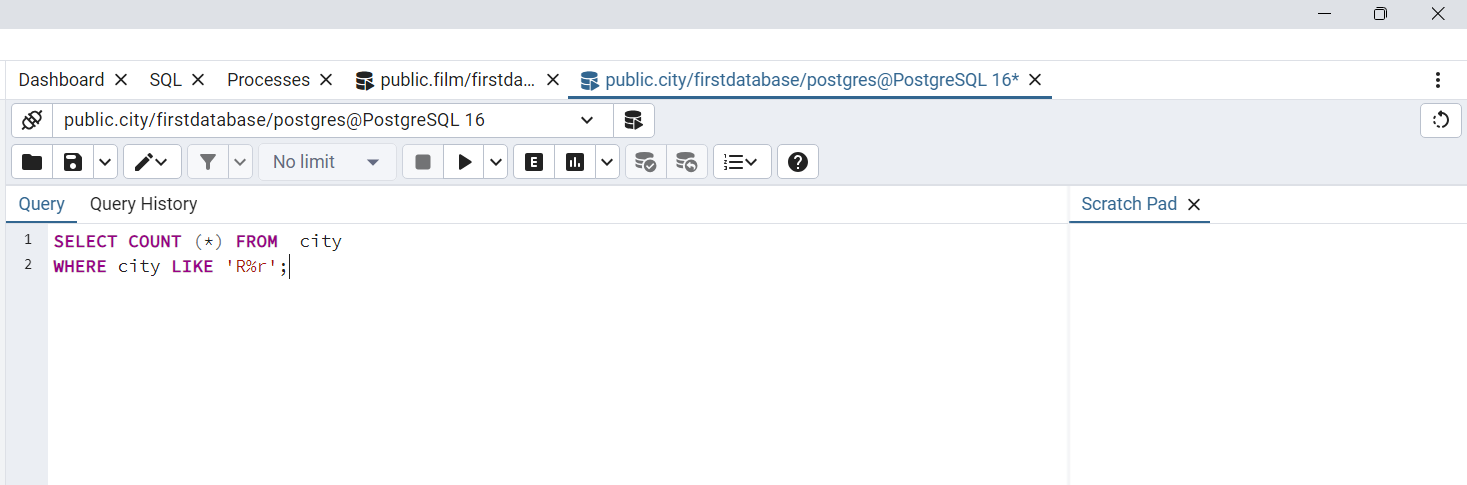 Dashboard SQL Processes public.film/firstda... public.city/firstdatabase/postgres@PostgreSQL 16*
public.city/firstdatabase/postgres@PostgreSQL 16
No limit E
Query Query History Scratch Pad
1 SELECT COUNT (*) FROM  city
2 WHERE city LIKE 'R%r';